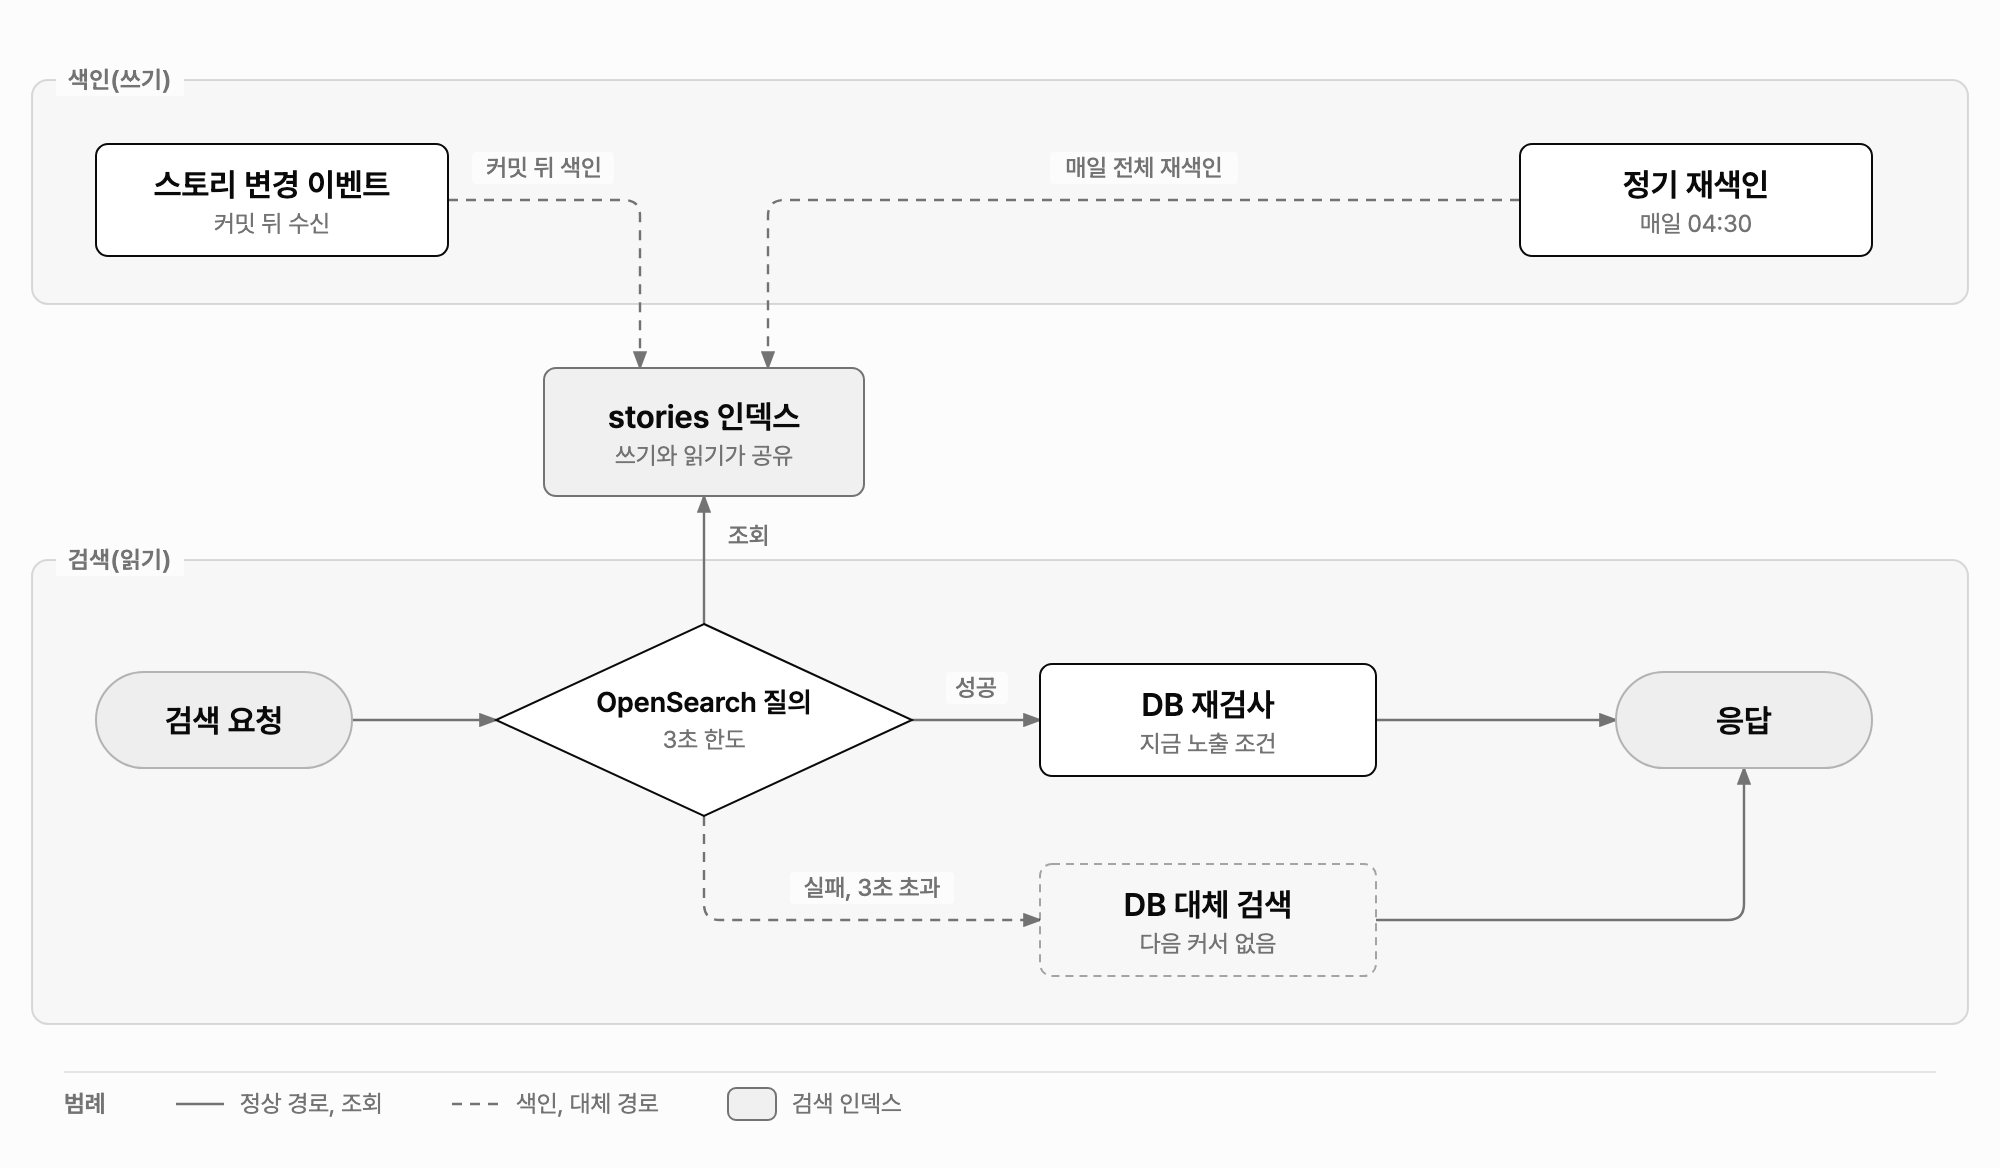 색인(쓰기)
스토리 변경 이벤트
커밋 뒤 수신
커밋 뒤 색인
매일 전체 재색인
정기 재색인
매일 04:30
stories 인덱스
쓰기와 읽기가 공유
조회
검색(읽기)
검색 요청
OpenSearch 질의
3초 한도
성공
DB 재검사
지금 노출 조건
응답
실패, 3초 초과
DB 대체 검색
다음 커서 없음
범례
정상 경로, 조회
색인, 대체 경로
검색 인덱스